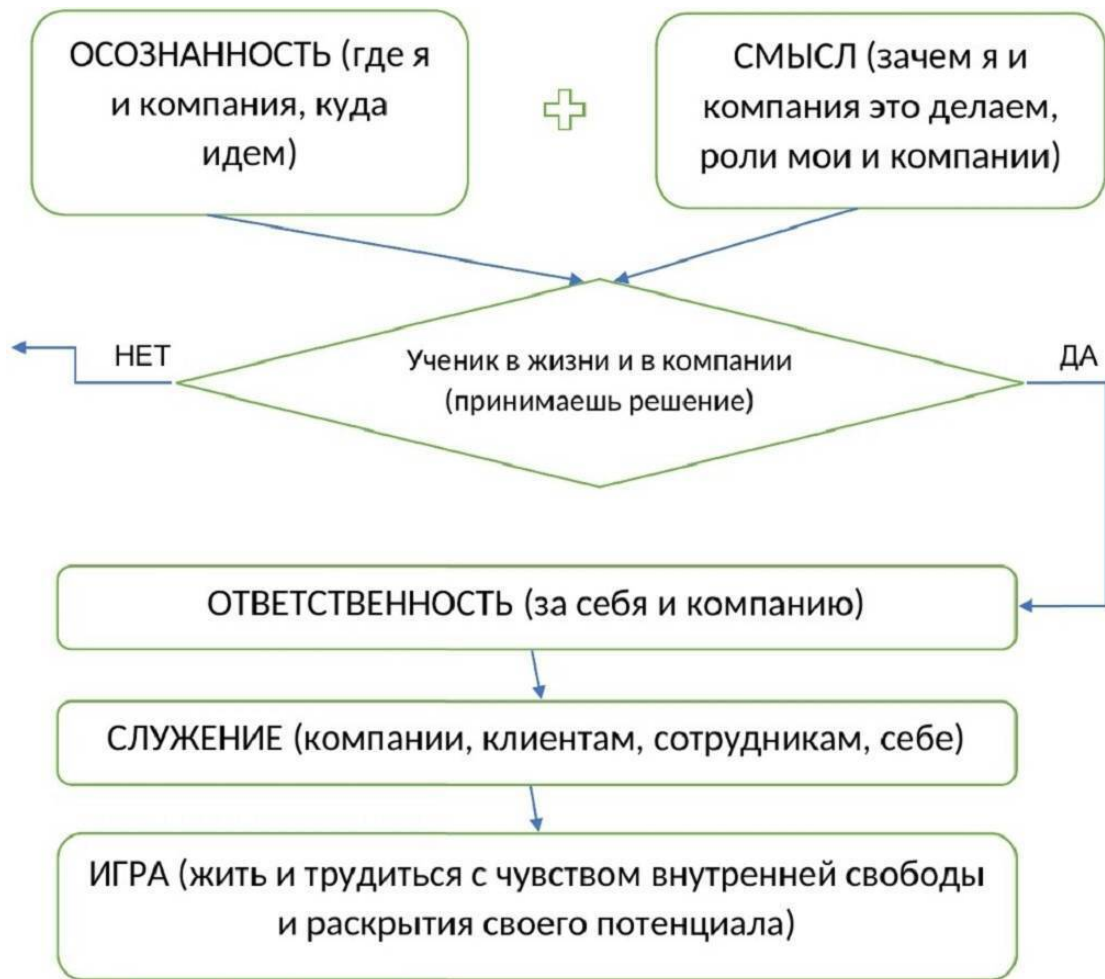 ОСОЗНАННОСТЬ (где я
и компания, куда
идем)
СМЫСЛ (зачем я и
компания это делаем,
роли мои и компании)
НЕТ
Ученик в жизни и в компании
(принимаешь решение)
ДА
ОТВЕТСТВЕННОСТЬ (за себя и компанию)
СЛУЖЕНИЕ (компании, клиентам, сотрудникам, себе)
ИГРА (жить и трудиться с чувством внутренней свободы
и раскрытия своего потенциала)